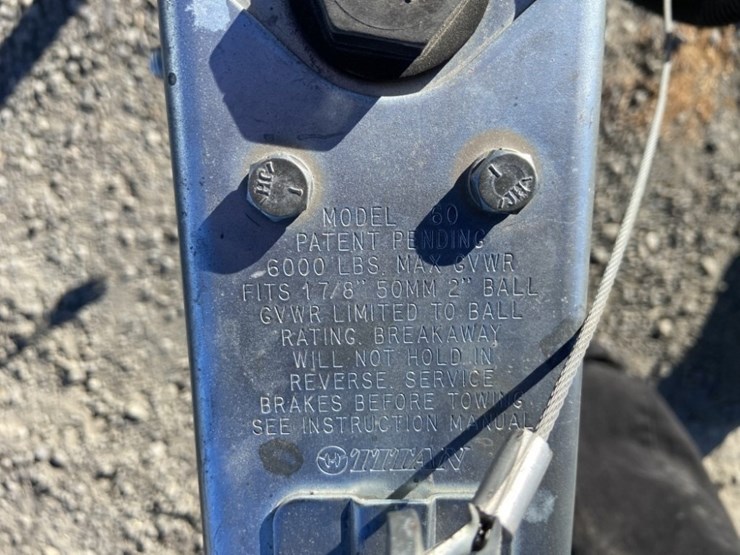 MODEL 60
PATENT PENDING
6000 LBS. MAX GVWR
FITS 1 7/8" 50MM 2" BALL
GVWR LIMITED TO BALL
RATING. BREAKAWAY
WILL NOT HOLD IN
REVERSE. SERVICE
BRAKES BEFORE TOWING.
SEE INSTRUCTION MANUAL
TITAN